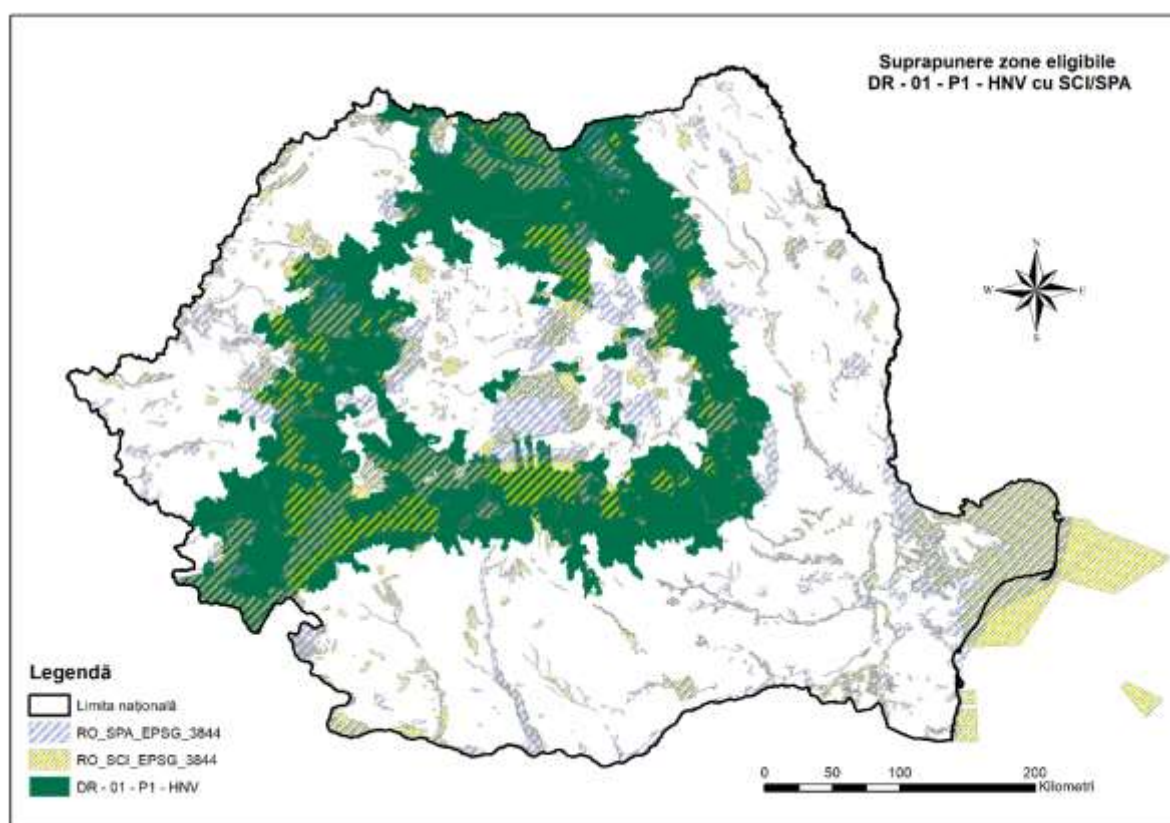 Suprapunere zone eligibile
DR - 01 - P1 - HNV cu SCI/SPA
N
W
E
S
Legendă
Limita națională
RO_SPA_EPSG_3844
RO_SCI_EPSG_3844
DR - 01 - P1 - HNV
0 50 100 200
Kilometri